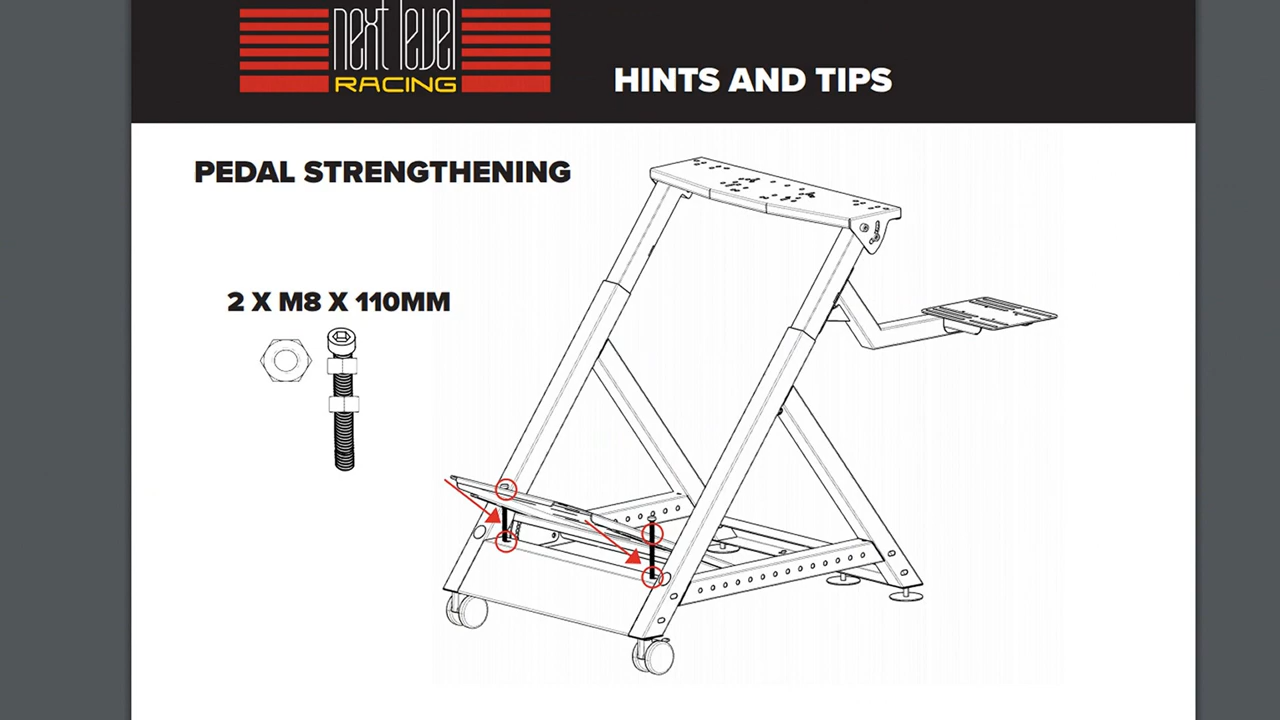 next level
RACING
HINTS AND TIPS
PEDAL STRENGTHENING
2 X M8 X 110MM